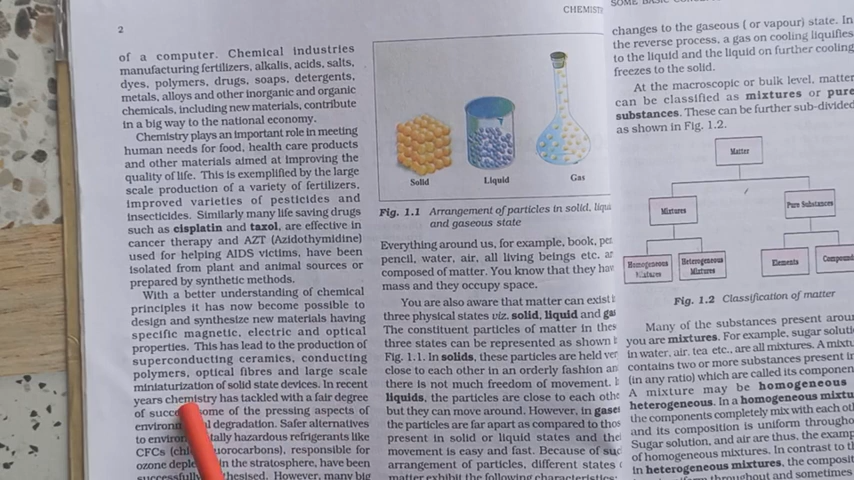 2
CHEMISTR
of a computer. Chemical industries
manufacturing fertilizers, alkalis, acids, salts,
dyes, polymers, drugs, soaps, detergents,
metals, alloys and other inorganic and organic
chemicals, including new materials, contribute
in a big way to the national economy.
Chemistry plays an important role in meeting
human needs for food, health care products
and other materials aimed at improving the
quality of life. This is exemplified by the large
scale production of a variety of fertilizers,
improved varieties of pesticides and
insecticides. Similarly many life saving drugs
such as cisplatin and taxol, are effective in
cancer therapy and AZT (Azidothymidine)
used for helping AIDS victims, have been
isolated from plant and animal sources or
prepared by synthetic methods.
With a better understanding of chemical
principles it has now become possible to
design and synthesize new materials having
specific magnetic, electric and optical
properties. This has lead to the production of
superconducting ceramics, conducting
polymers, optical fibres and large scale
miniaturization of solid state devices. In recent
years chemistry has tackled with a fair degree
of some of the pressing aspects of
degradation. Safer alternatives
to hazardous refrigerants like
CFCs responsible for
ozone in the stratosphere, have been
However, many big
Solid
Liquid
Gas
Fig. 1.1 Arrangement of particles in solid, liqui
and gaseous state
Everything around us, for example, book, pen
pencil, water, air, all living beings etc. ar
composed of matter. You know that they hav
mass and they occupy space.
You are also aware that matter can exist i
three physical states viz. solid, liquid and ga
The constituent particles of matter in thes
three states can be represented as shown i
Fig. 1.1. In solids, these particles are held ver
close to each other in an orderly fashion an
there is not much freedom of movement. I
liquids, the particles are close to each othe
but they can move around. However, in gase
the particles are far apart as compared to thos
present in solid or liquid states and the
movement is easy and fast. Because of suc
arrangement of particles, different states
matter exhibit the following characteristics:
SOME BASIC
changes to the gaseous ( or vapour) state. In
the reverse process, a gas on cooling liquifies
to the liquid and the liquid on further cooling
freezes to the solid.
At the macroscopic or bulk level, matter
can be classified as mixtures or pure
substances. These can be further sub-divided
as shown in Fig. 1.2.
Matter
Mixtures
Pure Substances
Homogeneous
Mixtures
Heterogeneous
Mixtures
Elements
Compound
Fig. 1.2 Classification of matter
Many of the substances present aroun
you are mixtures. For example, sugar solutio
in water, air, tea etc., are all mixtures. A mixtu
contains two or more substances present in
(in any ratio) which are called its componen
A mixture may be homogeneous
heterogeneous. In a homogeneous mixtu
the components completely mix with each oth
and its composition is uniform througho
Sugar solution, and air are thus, the examp
of homogeneous mixtures. In contrast to th
in heterogeneous mixtures, the composit
throughout and sometimes